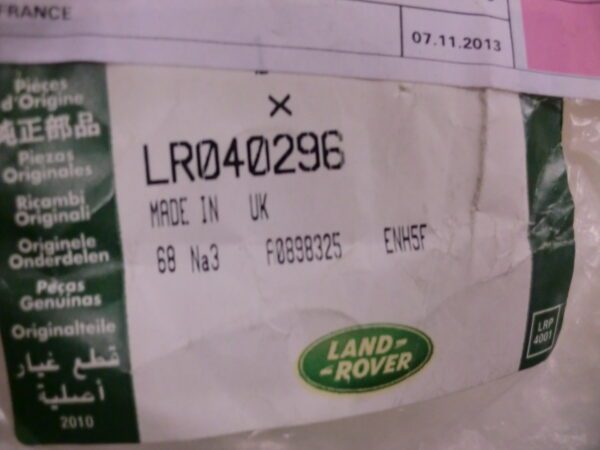 FRANCE
07.11.2013
Pièces
d'Origine
純正部品
Piezas
Originales
Ricambi
Originali
Originele
Onderdelen
Peças
Genuínas
Originalteile
قطع غيار
أصلية
2010
×
LR040296
MADE IN UK
68 Na3 F0898325 ENH5F
LAND
ROVER
LRP
4001